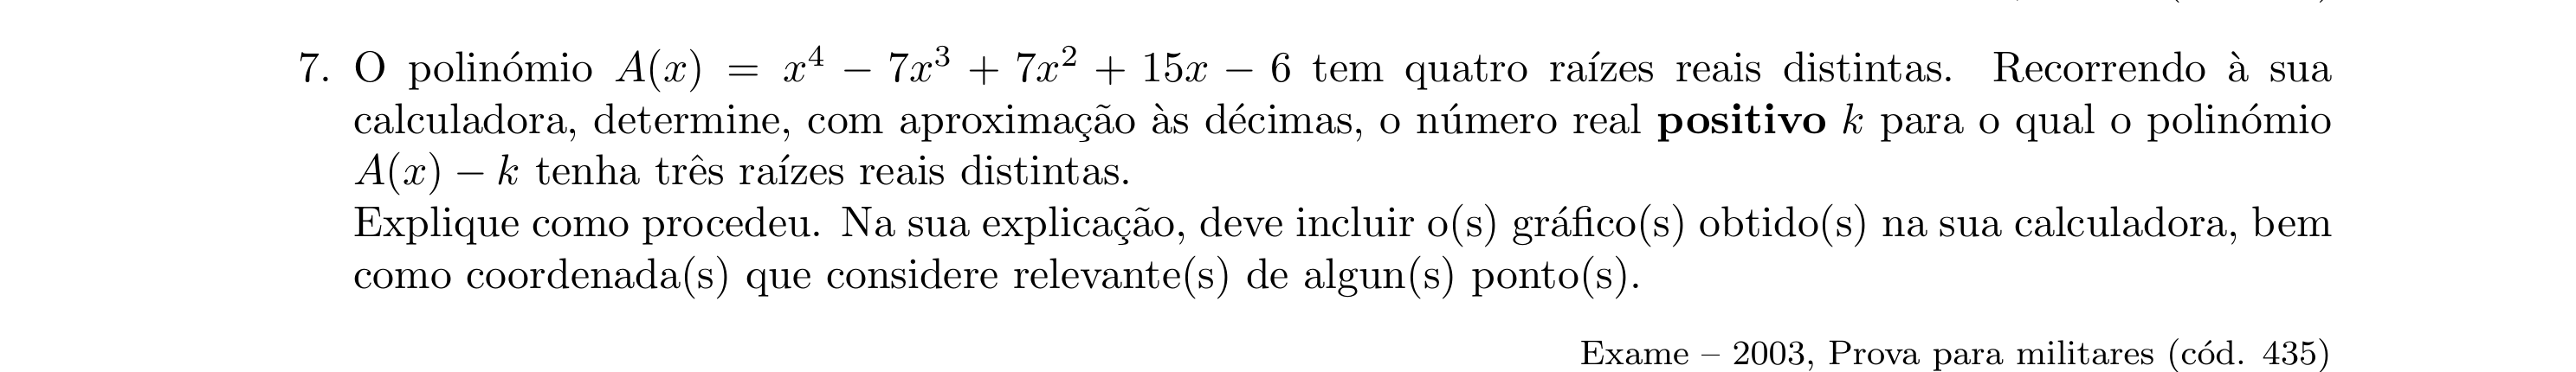 7. O polinómio A(x) = x⁴ − 7x³ + 7x² + 15x − 6 tem quatro raízes reais distintas. Recorrendo à sua
calculadora, determine, com aproximação às décimas, o número real positivo k para o qual o polinómio
A(x) − k tenha três raízes reais distintas.
Explique como procedeu. Na sua explicação, deve incluir o(s) gráfico(s) obtido(s) na sua calculadora, bem
como coordenada(s) que considere relevante(s) de algun(s) ponto(s).
Exame – 2003, Prova para militares (cód. 435)